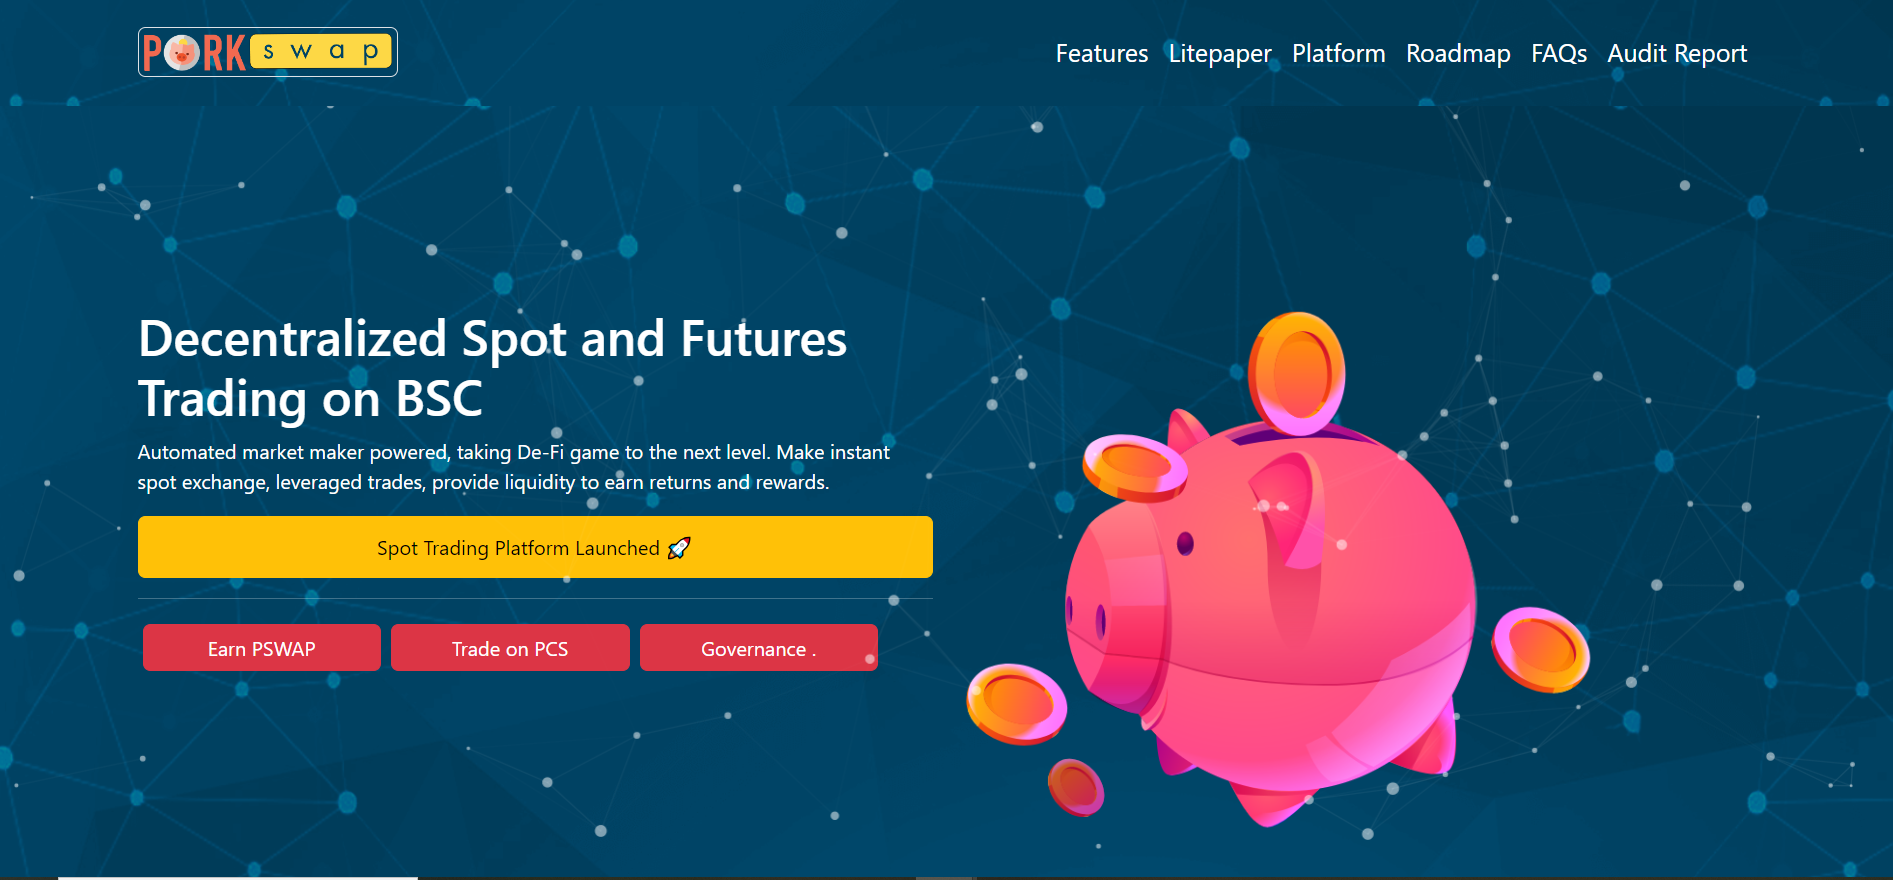 PORK swap
Features Litepaper Platform Roadmap FAQs Audit Report
Decentralized Spot and Futures
Trading on BSC
Automated market maker powered, taking De-Fi game to the next level. Make instant
spot exchange, leveraged trades, provide liquidity to earn returns and rewards.
Spot Trading Platform Launched 🚀
Earn PSWAP
Trade on PCS
Governance .